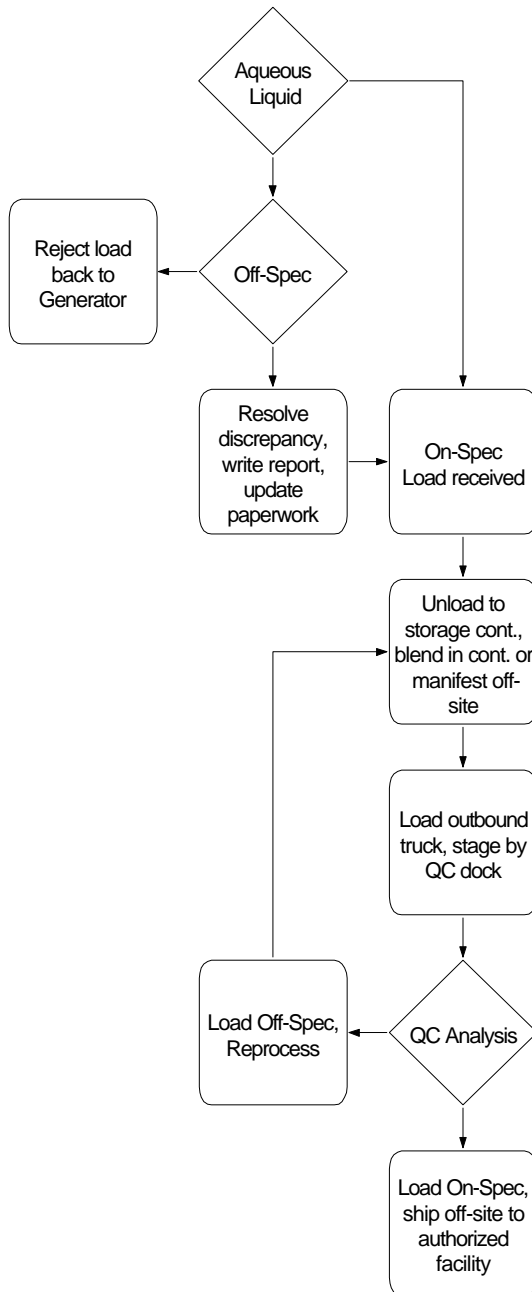 Aqueous
Liquid
Reject load
back to
Generator
Off-Spec
Resolve
discrepancy,
write report,
update
paperwork
On-Spec
Load received
Unload to
storage cont.,
blend in cont. or
manifest off-
site
Load outbound
truck, stage by
QC dock
Load Off-Spec,
Reprocess
QC Analysis
Load On-Spec,
ship off-site to
authorized
facility